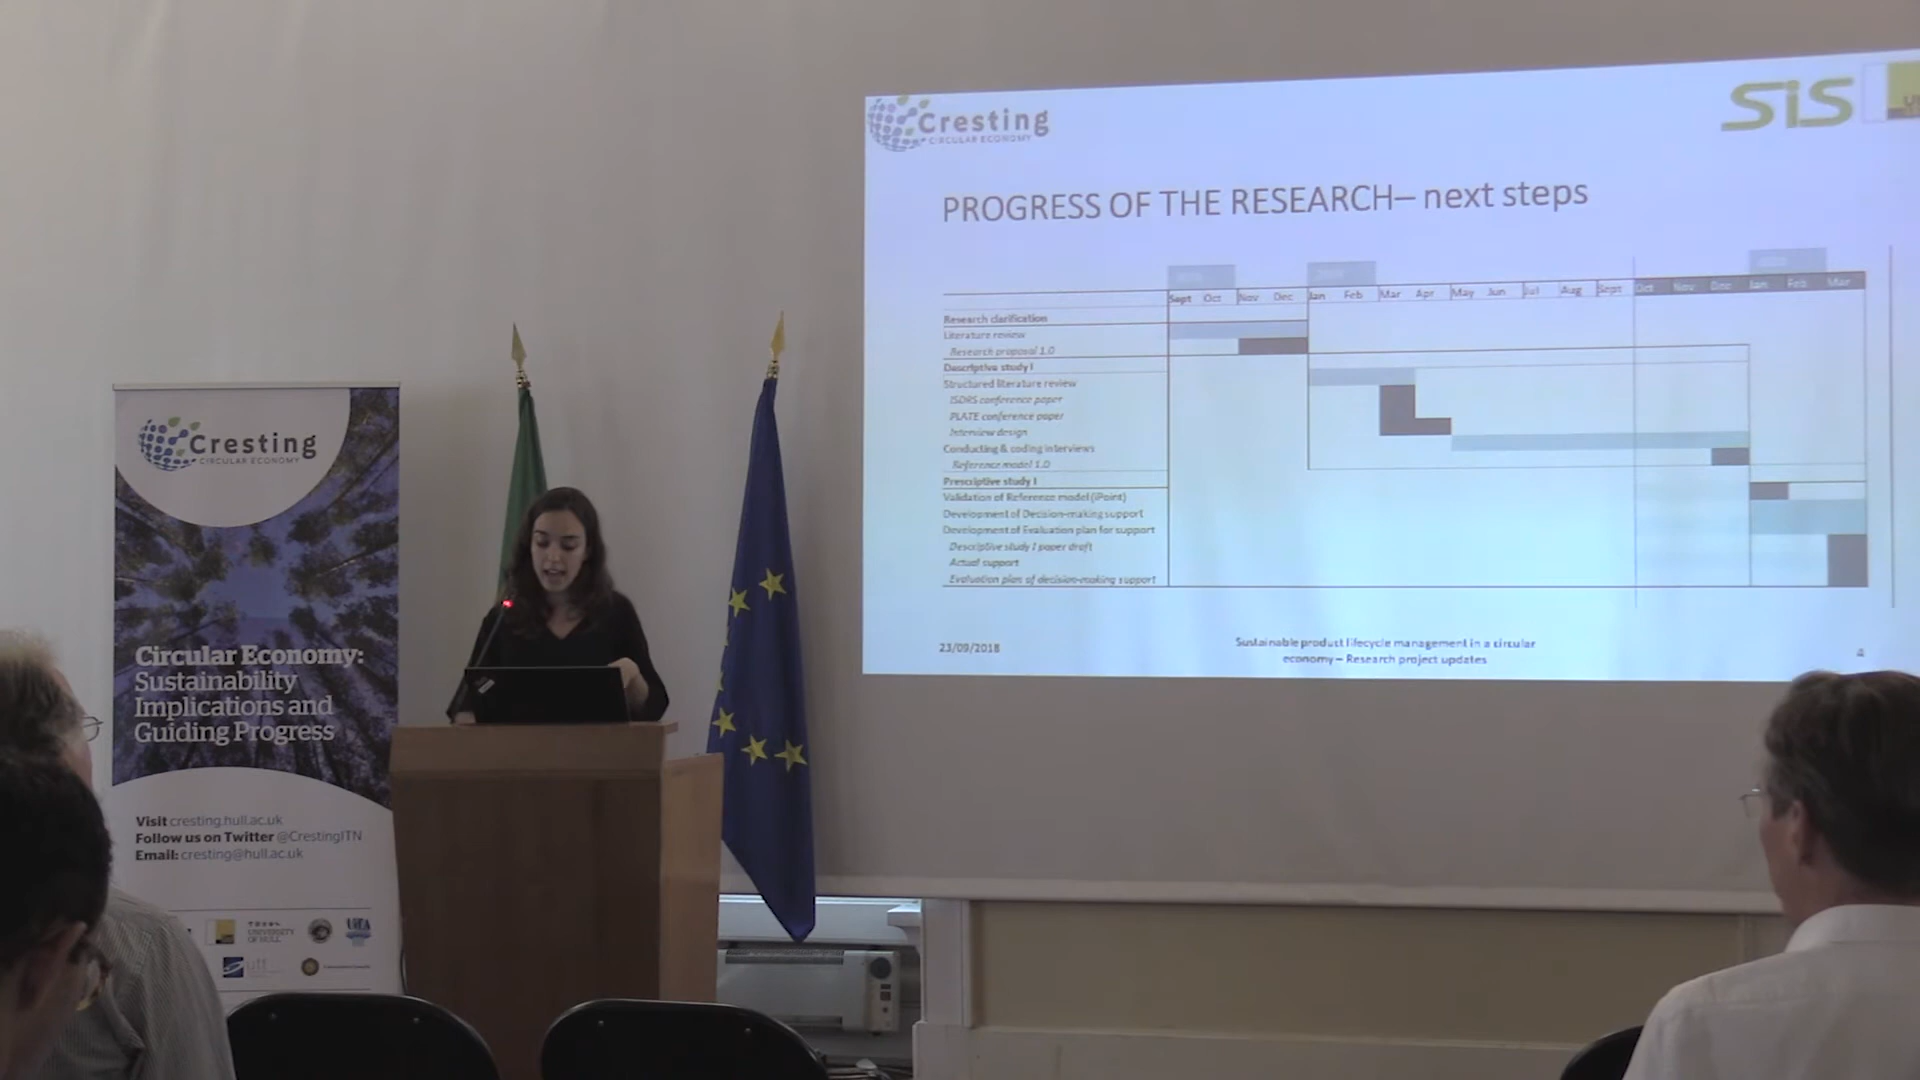 Cresting
CIRCULAR ECONOMY
SiS
PROGRESS OF THE RESEARCH– next steps
Sept Oct Nov Dec Jan Feb Mar Apr May Jun Jul Aug Sept Oct Nov Dec Jan Feb Mar
Research clarification
Literature review
Research proposal 1.0
Descriptive study I
Structured literature review
ISDRS conference paper
PLATE conference paper
Interview design
Conducting & coding interviews
Reference model 1.0
Prescriptive study I
Validation of Reference model (iPoint)
Development of Decision-making support
Development of Evaluation plan for support
Descriptive study I paper draft
Actual support
Evaluation plan of decision-making support
23/09/2018
Sustainable product lifecycle management in a circular
economy – Research project updates
4
Cresting
CIRCULAR ECONOMY
Circular Economy:
Sustainability
Implications and
Guiding Progress
Visit cresting.hull.ac.uk
Follow us on Twitter @CrestingITN
Email: cresting@hull.ac.uk
UNIVERSITY
OF HULL
utt